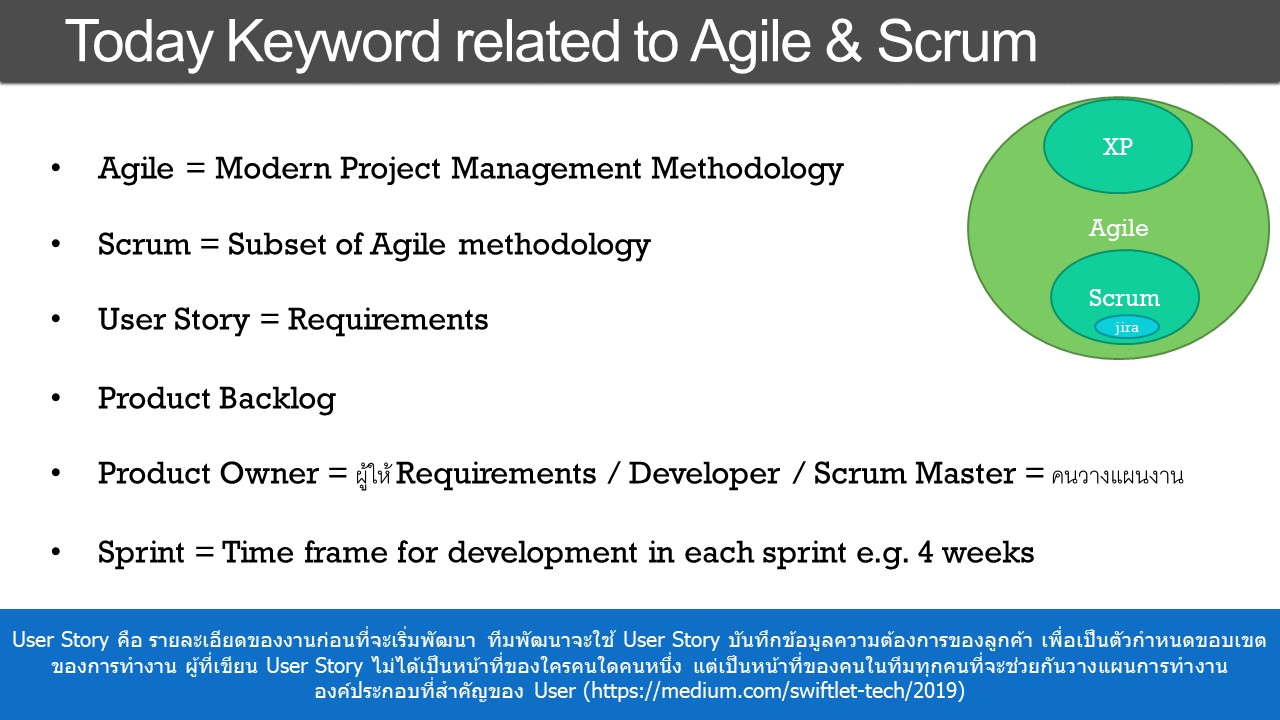 Today Keyword related to Agile & Scrum
• Agile = Modern Project Management Methodology
• Scrum = Subset of Agile methodology
• User Story = Requirements
• Product Backlog
• Product Owner = ผู้ให้ Requirements / Developer / Scrum Master = คนวางแผนงาน
• Sprint = Time frame for development in each sprint e.g. 4 weeks
XP
Agile
Scrum
jira
User Story คือ รายละเอียดของงานก่อนที่จะเริ่มพัฒนา ทีมพัฒนาจะใช้ User Story บันทึกข้อมูลความต้องการของลูกค้า เพื่อเป็นตัวกำหนดขอบเขต
ของการทำงาน ผู้ที่เขียน User Story ไม่ได้เป็นหน้าที่ของใครคนใดคนหนึ่ง แต่เป็นหน้าที่ของคนในทีมทุกคนที่จะช่วยกันวางแผนการทำงาน
องค์ประกอบที่สำคัญของ User (https://medium.com/swiftlet-tech/2019)